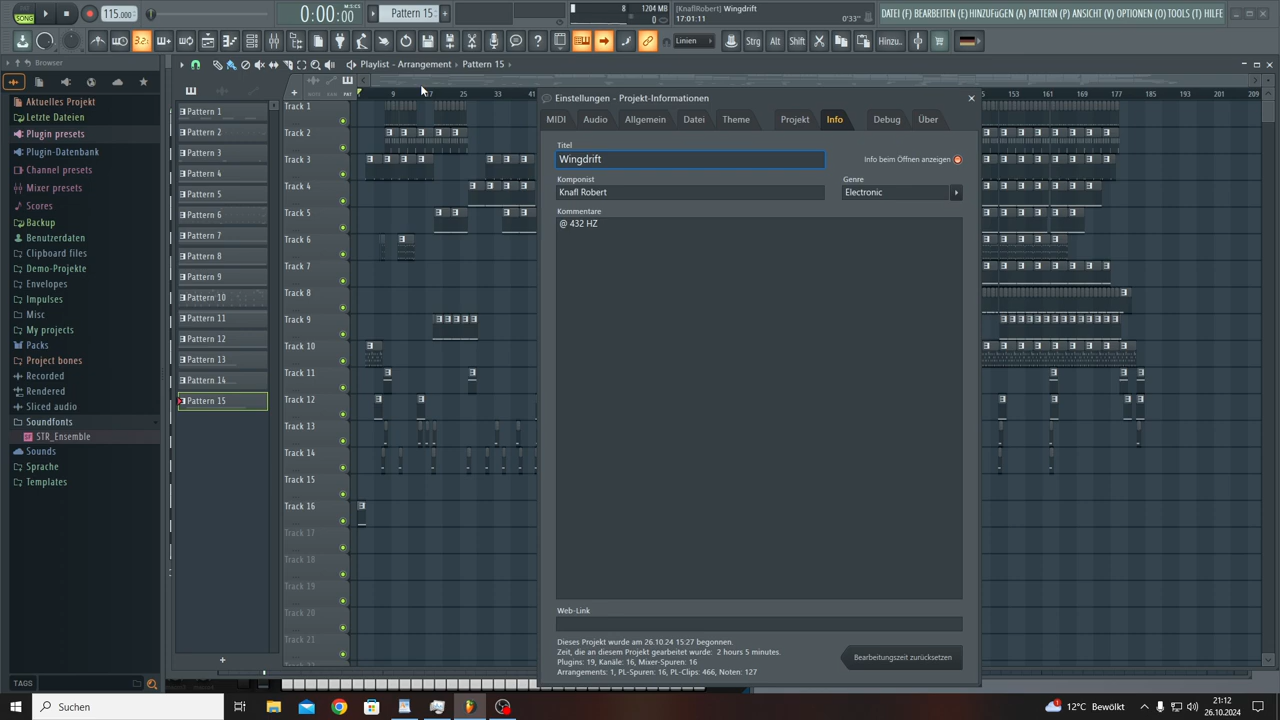 SONG
115.000
0:00:00
M:S:CS
Pattern 15
8
1204 MB
0
[KnaflRobert] Wingdrift
17:01:11
0'33"
DATEI (F) BEARBEITEN (E) HINZUFüGEN (A) PATTERN (P) ANSICHT (V) OPTIONEN (O) TOOLS (T) HILFE
3.2:
Linien
Strg
Alt
Shift
Hinzu..
Browser
Playlist - Arrangement
Pattern 15
9
17
25
33
41
153
161
169
177
185
193
201
209
Aktuelles Projekt
Letzte Dateien
Plugin presets
Plugin-Datenbank
Channel presets
Mixer presets
Scores
Backup
Benutzerdaten
Clipboard files
Demo-Projekte
Envelopes
Impulses
Misc
My projects
Packs
Project bones
Recorded
Rendered
Sliced audio
Soundfonts
STR_Ensemble
Sounds
Sprache
Templates
TAGS
Pattern 1
Pattern 2
Pattern 3
Pattern 4
Pattern 5
Pattern 6
Pattern 7
Pattern 8
Pattern 9
Pattern 10
Pattern 11
Pattern 12
Pattern 13
Pattern 14
Pattern 15
Track 1
Track 2
Track 3
Track 4
Track 5
Track 6
Track 7
Track 8
Track 9
Track 10
Track 11
Track 12
Track 13
Track 14
Track 15
Track 16
Track 17
Track 18
Track 19
Track 20
Track 21
Einstellungen - Projekt-Informationen
MIDI
Audio
Allgemein
Datei
Theme
Projekt
Info
Debug
Über
Titel
Wingdrift
Info beim Öffnen anzeigen
Komponist
Knafl Robert
Genre
Electronic
Kommentare
@ 432 HZ
Web-Link
Dieses Projekt wurde am 26.10.24 15:27 begonnen.
Zeit, die an diesem Projekt gearbeitet wurde: 2 hours 5 minutes.
Plugins: 19, Kanäle: 16, Mixer-Spuren: 16
Arrangements: 1, PL-Spuren: 16, PL-Clips: 466, Noten: 127
Bearbeitungszeit zurücksetzen
Suchen
12°C Bewölkt
21:12
26.10.2024